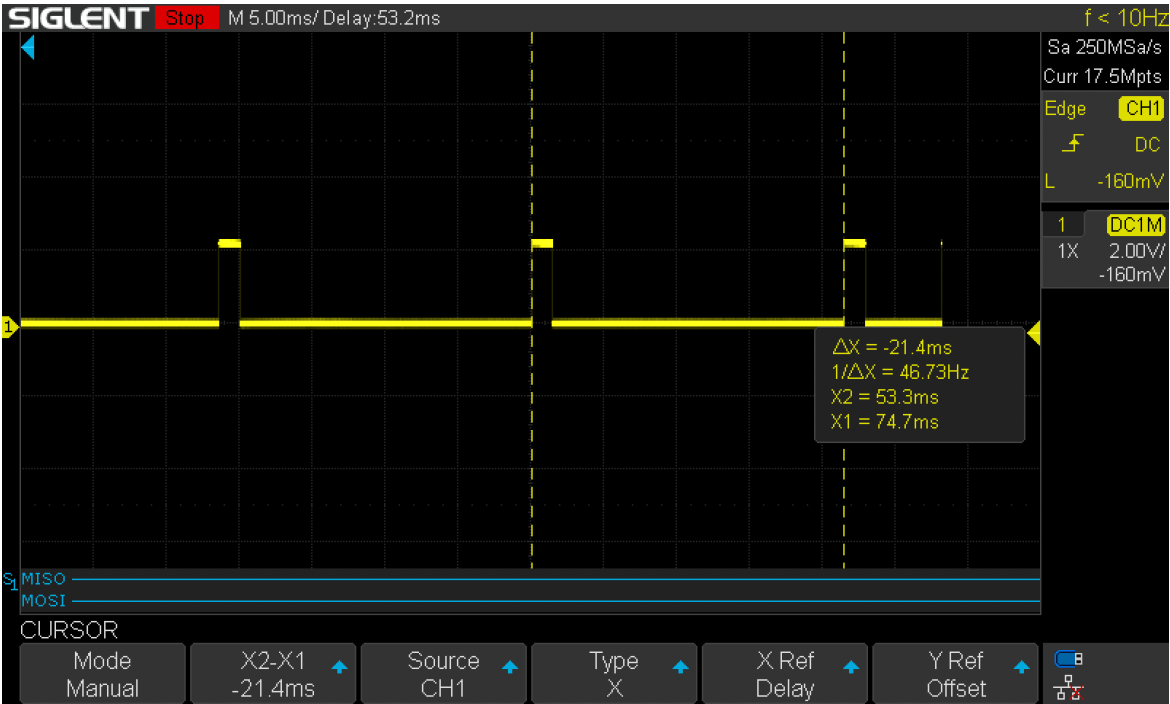 SIGLENT Stop M 5.00ms/ Delay:53.2ms f < 10Hz
Sa 250MSa/s
Curr 17.5Mpts
Edge CH1
DC
L -160mV
1 DC1M
1X 2.00V/
-160mV
1
ΔX = -21.4ms
1/ΔX = 46.73Hz
X2 = 53.3ms
X1 = 74.7ms
S1 MISO
MOSI
CURSOR
Mode X2-X1 Source Type X Ref Y Ref
Manual -21.4ms CH1 X Delay Offset